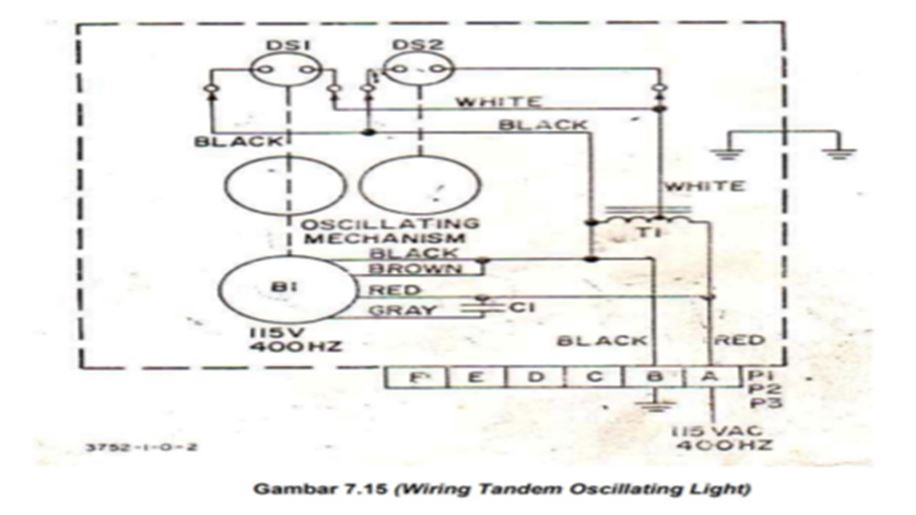 DS1 DS2
WHITE
BLACK
BLACK
WHITE
OSCILLATING
MECHANISM
T1
BLACK
BROWN
B1
RED
C1
GRAY
115V
400HZ
BLACK
RED
F E D C B A P1
P2
P3
115 VAC
400HZ
3752-1-0-2
Gambar 7.15 (Wiring Tandem Oscillating Light)